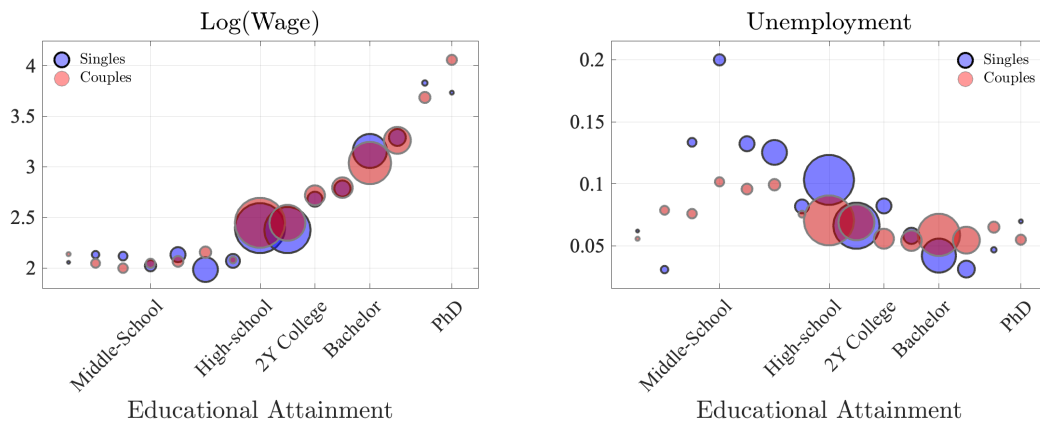 Log(Wage)
4
3.5
3
2.5
2
Singles
Couples
Middle-School
High-school
2Y College
Bachelor
PhD
Educational Attainment
Unemployment
0.2
0.15
0.1
0.05
Singles
Couples
Middle-School
High-school
2Y College
Bachelor
PhD
Educational Attainment